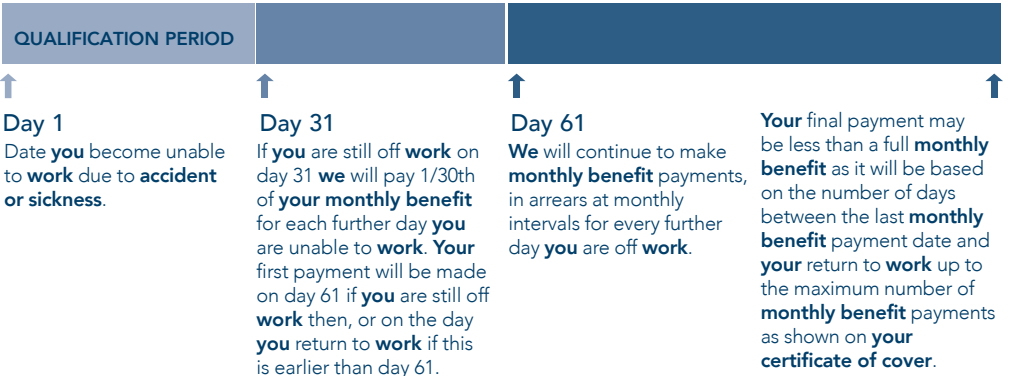 QUALIFICATION PERIOD
Day 1
Date you become unable
to work due to accident
or sickness.
Day 31
If you are still off work on
day 31 we will pay 1/30th
of your monthly benefit
for each further day you
are unable to work. Your
first payment will be made
on day 61 if you are still off
work then, or on the day
you return to work if this
is earlier than day 61.
Day 61
We will continue to make
monthly benefit payments,
in arrears at monthly
intervals for every further
day you are off work.
Your final payment may
be less than a full monthly
benefit as it will be based
on the number of days
between the last monthly
benefit payment date and
your return to work up to
the maximum number of
monthly benefit payments
as shown on your
certificate of cover.